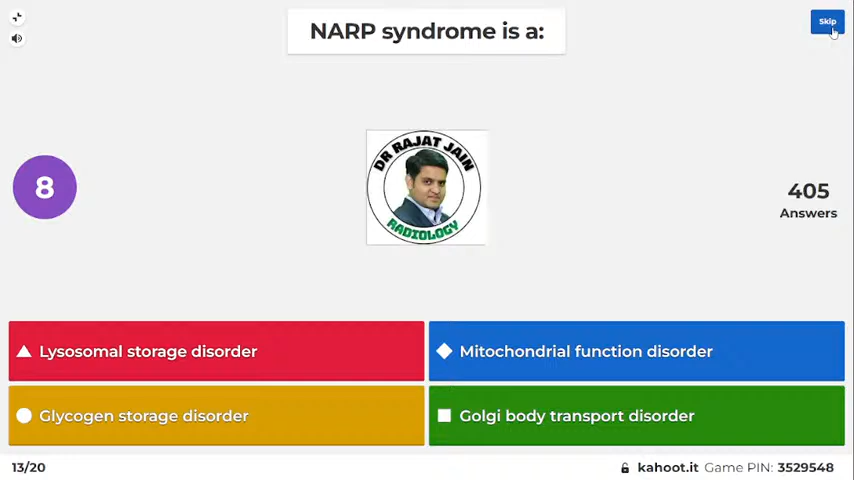 NARP syndrome is a:
Skip
8
DR RAJAT JAIN
RADIOLOGY
405
Answers
Lysosomal storage disorder
Mitochondrial function disorder
Glycogen storage disorder
Golgi body transport disorder
13/20
kahoot.it Game PIN: 3529548